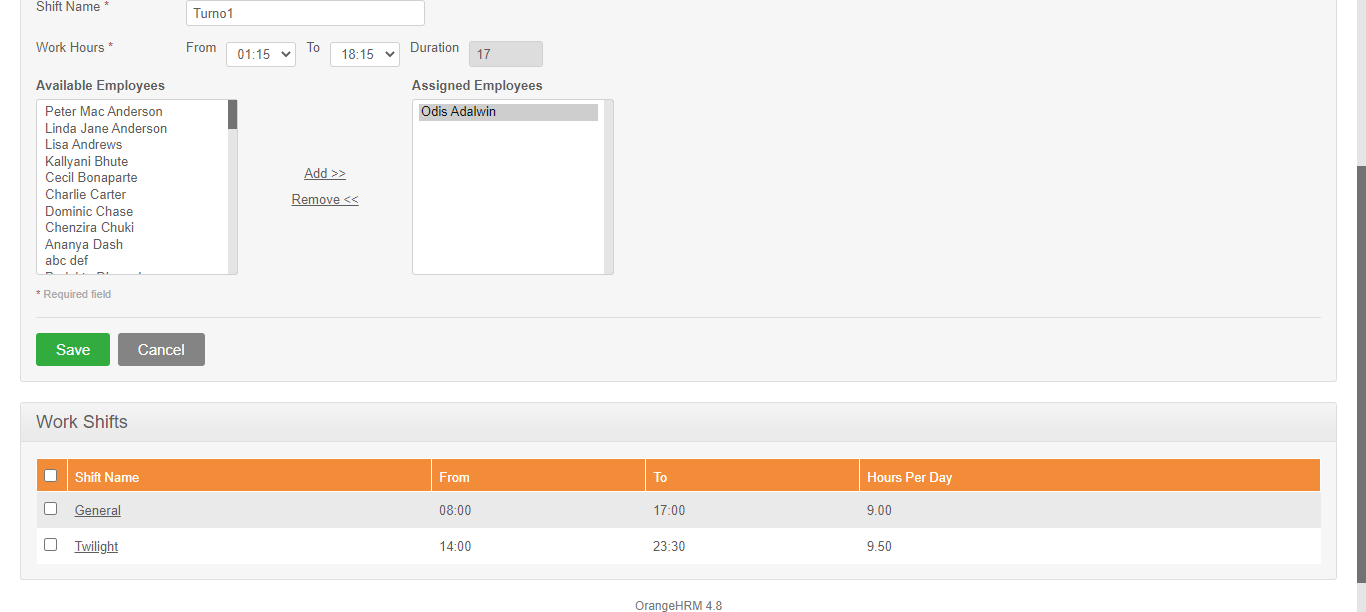 Shift Name *
Turno1
Work Hours *
From
01:15
To
18:15
Duration
17
Available Employees
Peter Mac Anderson
Linda Jane Anderson
Lisa Andrews
Kallyani Bhute
Cecil Bonaparte
Charlie Carter
Dominic Chase
Chenzira Chuki
Ananya Dash
abc def
Add >>
Remove <<
Assigned Employees
Odis Adalwin
* Required field
Save
Cancel
Work Shifts
Shift Name From To Hours Per Day
General 08:00 17:00 9.00
Twilight 14:00 23:30 9.50
OrangeHRM 4.8